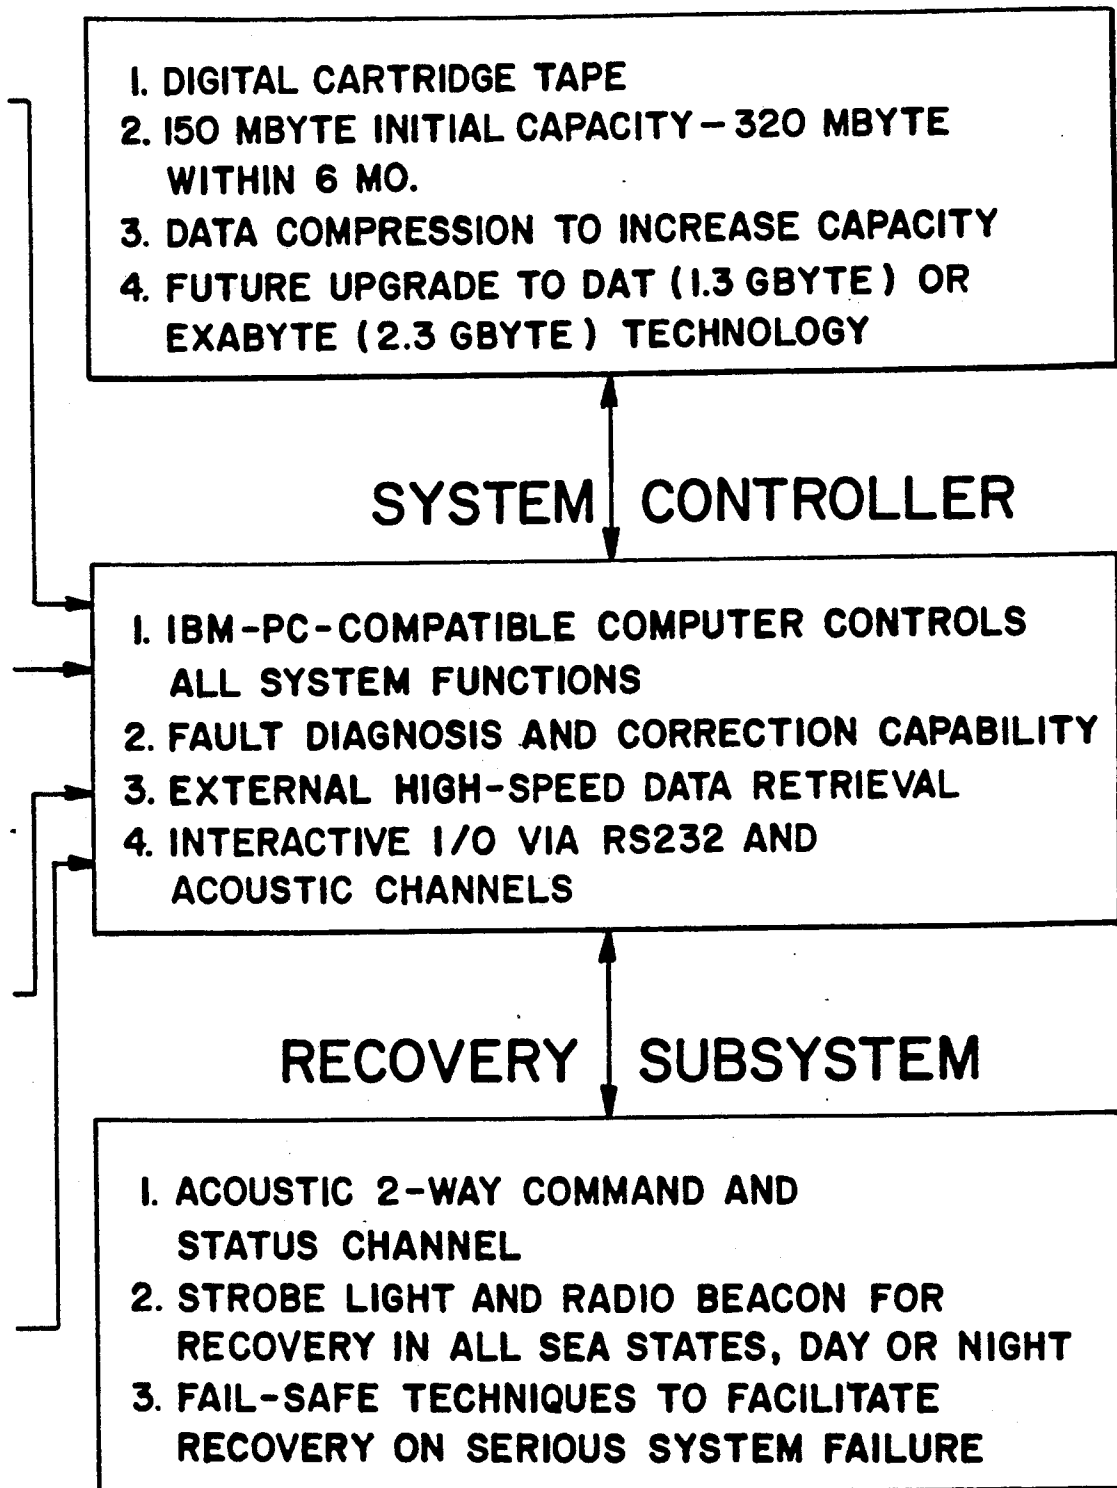 1. DIGITAL CARTRIDGE TAPE
2. 150 MBYTE INITIAL CAPACITY – 320 MBYTE
WITHIN 6 MO.
3. DATA COMPRESSION TO INCREASE CAPACITY
4. FUTURE UPGRADE TO DAT (1.3 GBYTE) OR
EXABYTE (2.3 GBYTE) TECHNOLOGY
SYSTEM CONTROLLER
1. IBM-PC-COMPATIBLE COMPUTER CONTROLS
ALL SYSTEM FUNCTIONS
2. FAULT DIAGNOSIS AND CORRECTION CAPABILITY
3. EXTERNAL HIGH-SPEED DATA RETRIEVAL
4. INTERACTIVE I/O VIA RS232 AND
ACOUSTIC CHANNELS
RECOVERY SUBSYSTEM
1. ACOUSTIC 2-WAY COMMAND AND
STATUS CHANNEL
2. STROBE LIGHT AND RADIO BEACON FOR
RECOVERY IN ALL SEA STATES, DAY OR NIGHT
3. FAIL-SAFE TECHNIQUES TO FACILITATE
RECOVERY ON SERIOUS SYSTEM FAILURE